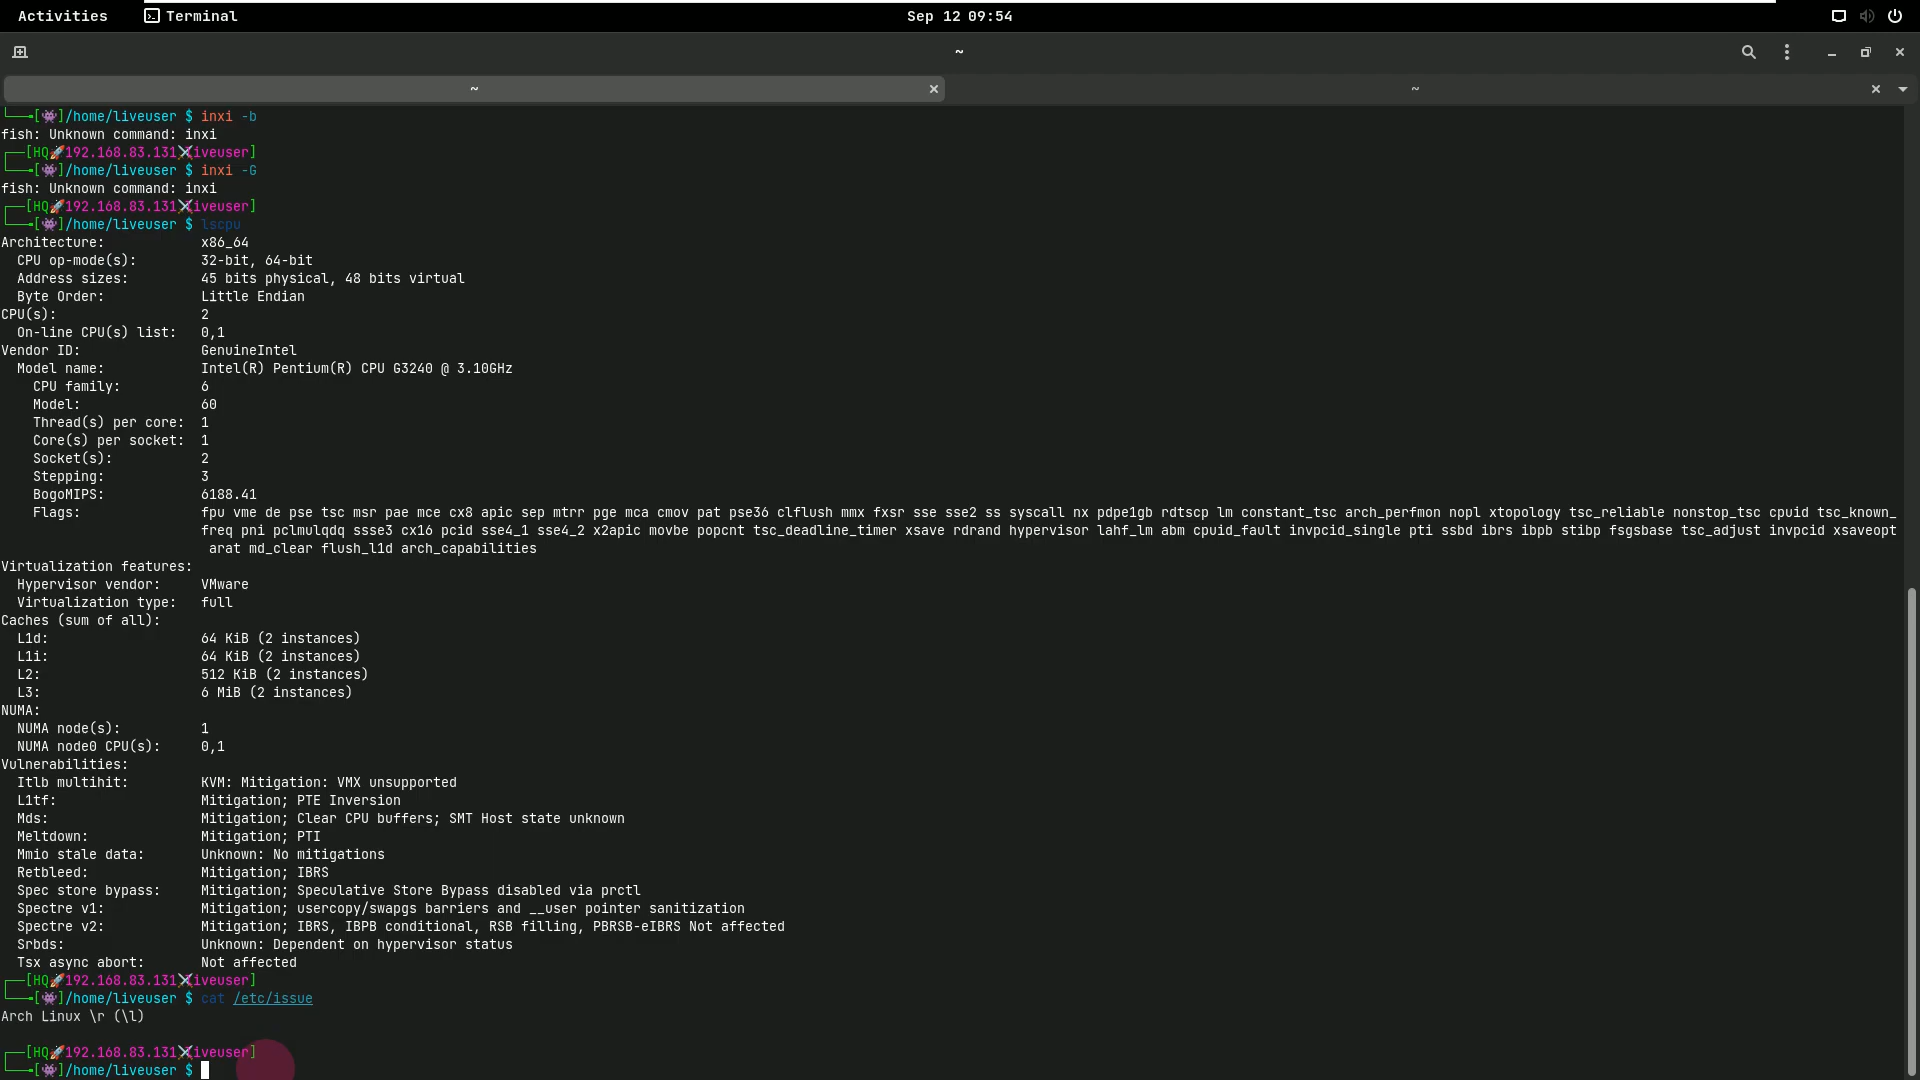 Activities
Terminal
Sep 12 09:54
~
~
~
└──╼[👾]/home/liveuser $ inxi -b
fish: Unknown command: inxi
┌──[HQ🚀192.168.83.131⚔️liveuser]
└──╼[👾]/home/liveuser $ inxi -G
fish: Unknown command: inxi
┌──[HQ🚀192.168.83.131⚔️liveuser]
└──╼[👾]/home/liveuser $ lscpu
Architecture: x86_64
CPU op-mode(s): 32-bit, 64-bit
Address sizes: 45 bits physical, 48 bits virtual
Byte Order: Little Endian
CPU(s): 2
On-line CPU(s) list: 0,1
Vendor ID: GenuineIntel
Model name: Intel(R) Pentium(R) CPU G3240 @ 3.10GHz
CPU family: 6
Model: 60
Thread(s) per core: 1
Core(s) per socket: 1
Socket(s): 2
Stepping: 3
BogoMIPS: 6188.41
Flags: fpu vme de pse tsc msr pae mce cx8 apic sep mtrr pge mca cmov pat pse36 clflush mmx fxsr sse sse2 ss syscall nx pdpe1gb rdtscp lm constant_tsc arch_perfmon nopl xtopology tsc_reliable nonstop_tsc cpuid tsc_known_
freq pni pclmulqdq ssse3 cx16 pcid sse4_1 sse4_2 x2apic movbe popcnt tsc_deadline_timer xsave rdrand hypervisor lahf_lm abm cpuid_fault invpcid_single pti ssbd ibrs ibpb stibp fsgsbase tsc_adjust invpcid xsaveopt
arat md_clear flush_l1d arch_capabilities
Virtualization features:
Hypervisor vendor: VMware
Virtualization type: full
Caches (sum of all):
L1d: 64 KiB (2 instances)
L1i: 64 KiB (2 instances)
L2: 512 KiB (2 instances)
L3: 6 MiB (2 instances)
NUMA:
NUMA node(s): 1
NUMA node0 CPU(s): 0,1
Vulnerabilities:
Itlb multihit: KVM: Mitigation: VMX unsupported
L1tf: Mitigation; PTE Inversion
Mds: Mitigation; Clear CPU buffers; SMT Host state unknown
Meltdown: Mitigation; PTI
Mmio stale data: Unknown: No mitigations
Retbleed: Mitigation; IBRS
Spec store bypass: Mitigation; Speculative Store Bypass disabled via prctl
Spectre v1: Mitigation; usercopy/swapgs barriers and __user pointer sanitization
Spectre v2: Mitigation; IBRS, IBPB conditional, RSB filling, PBRSB-eIBRS Not affected
Srbds: Unknown: Dependent on hypervisor status
Tsx async abort: Not affected
┌──[HQ🚀192.168.83.131⚔️liveuser]
└──╼[👾]/home/liveuser $ cat /etc/issue
Arch Linux \r (\l)
┌──[HQ🚀192.168.83.131⚔️liveuser]
└──╼[👾]/home/liveuser $